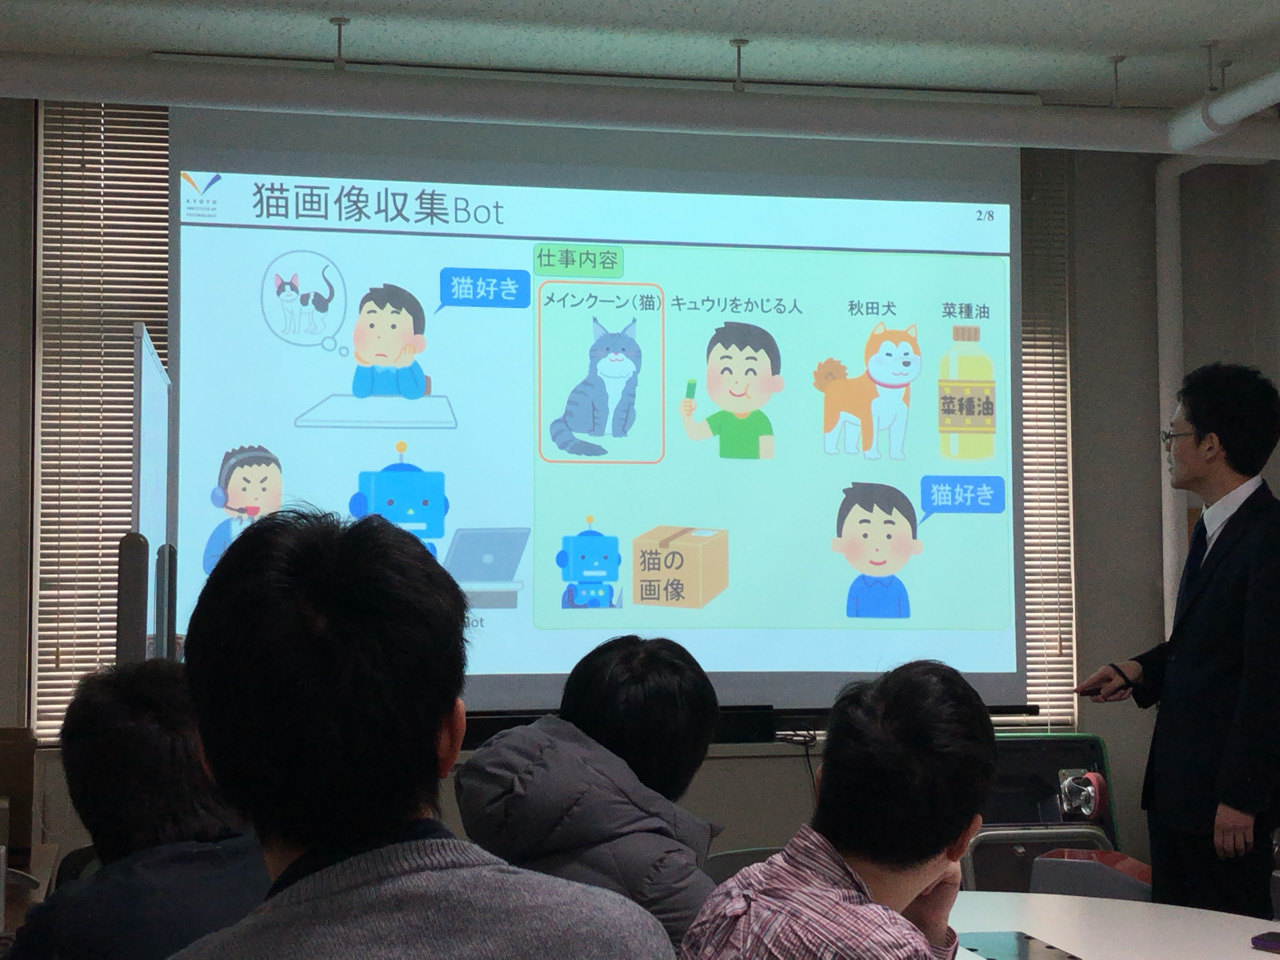 KYOTO
INSTITUTE OF
TECHNOLOGY
猫画像収集Bot
2/8
猫好き
仕事内容
メインクーン（猫）
キュウリをかじる人
秋田犬
菜種油
菜種油
猫の
画像
猫好き